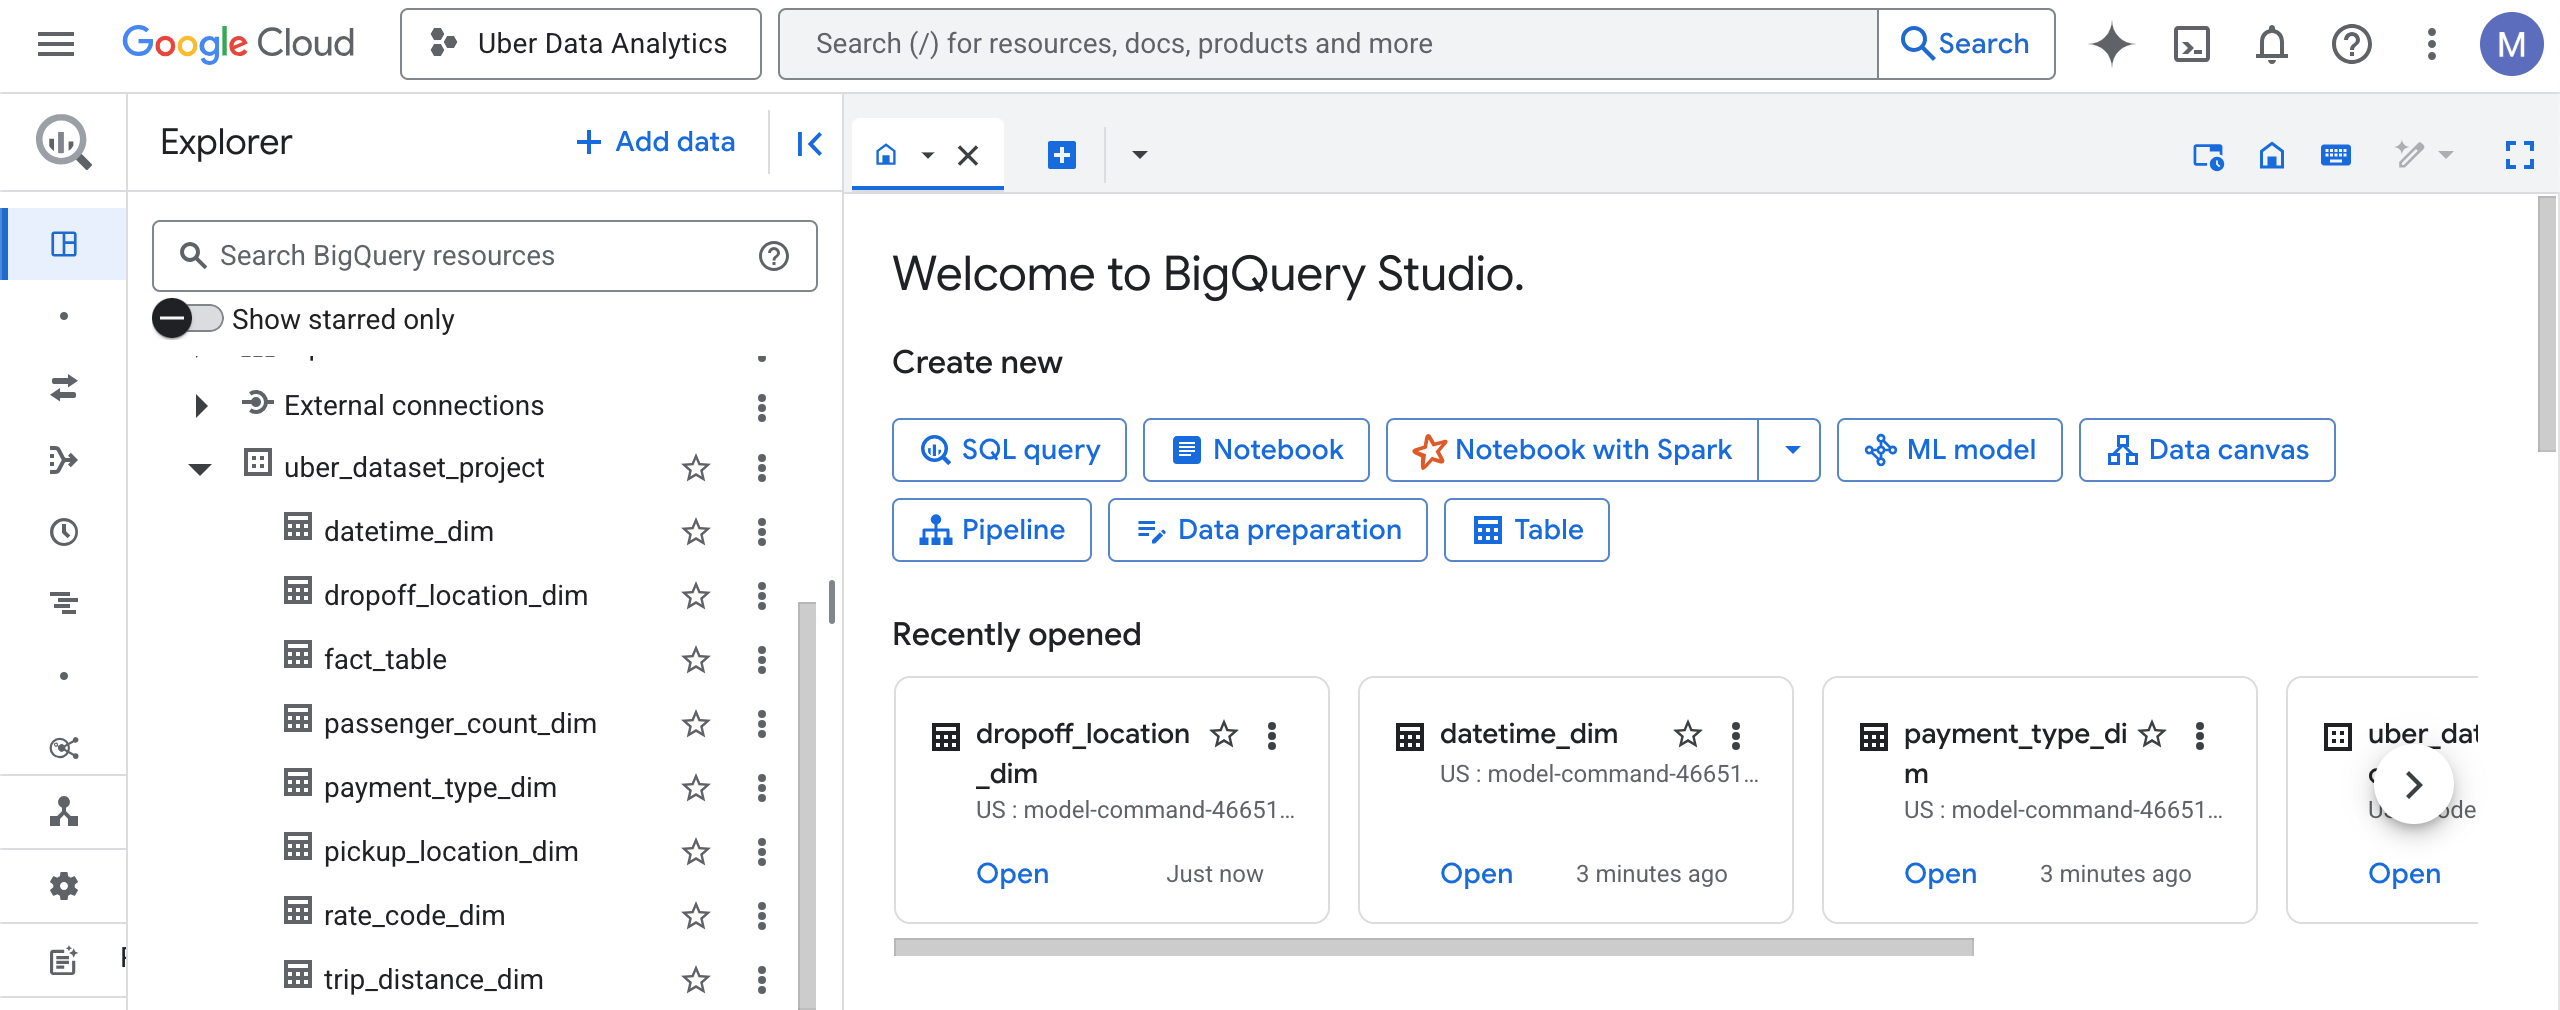 Google Cloud
Uber Data Analytics
Search (/) for resources, docs, products and more
Search
M
Explorer
+ Add data
Search BigQuery resources
Show starred only
External connections
uber_dataset_project
datetime_dim
dropoff_location_dim
fact_table
passenger_count_dim
payment_type_dim
pickup_location_dim
rate_code_dim
trip_distance_dim
Welcome to BigQuery Studio.
Create new
SQL query
Notebook
Notebook with Spark
ML model
Data canvas
Pipeline
Data preparation
Table
Recently opened
dropoff_location
_dim
US : model-command-46651...
Open
Just now
datetime_dim
US : model-command-46651...
Open
3 minutes ago
payment_type_di
m
US : model-command-46651...
Open
3 minutes ago
uber_dat
Open